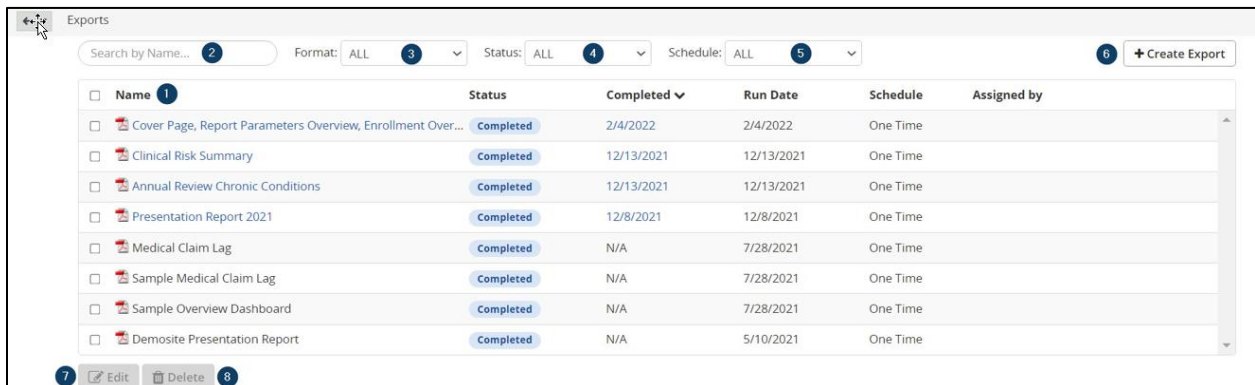 Exports
Search by Name... 2 Format: ALL 3 Status: ALL 4 Schedule: ALL 5 6 + Create Export
Name 1 Status Completed Run Date Schedule Assigned by
Cover Page, Report Parameters Overview, Enrollment Over... Completed 2/4/2022 2/4/2022 One Time
Clinical Risk Summary Completed 12/13/2021 12/13/2021 One Time
Annual Review Chronic Conditions Completed 12/13/2021 12/13/2021 One Time
Presentation Report 2021 Completed 12/8/2021 12/8/2021 One Time
Medical Claim Lag Completed N/A 7/28/2021 One Time
Sample Medical Claim Lag Completed N/A 7/28/2021 One Time
Sample Overview Dashboard Completed N/A 7/28/2021 One Time
Demosite Presentation Report Completed N/A 5/10/2021 One Time
7 Edit Delete 8